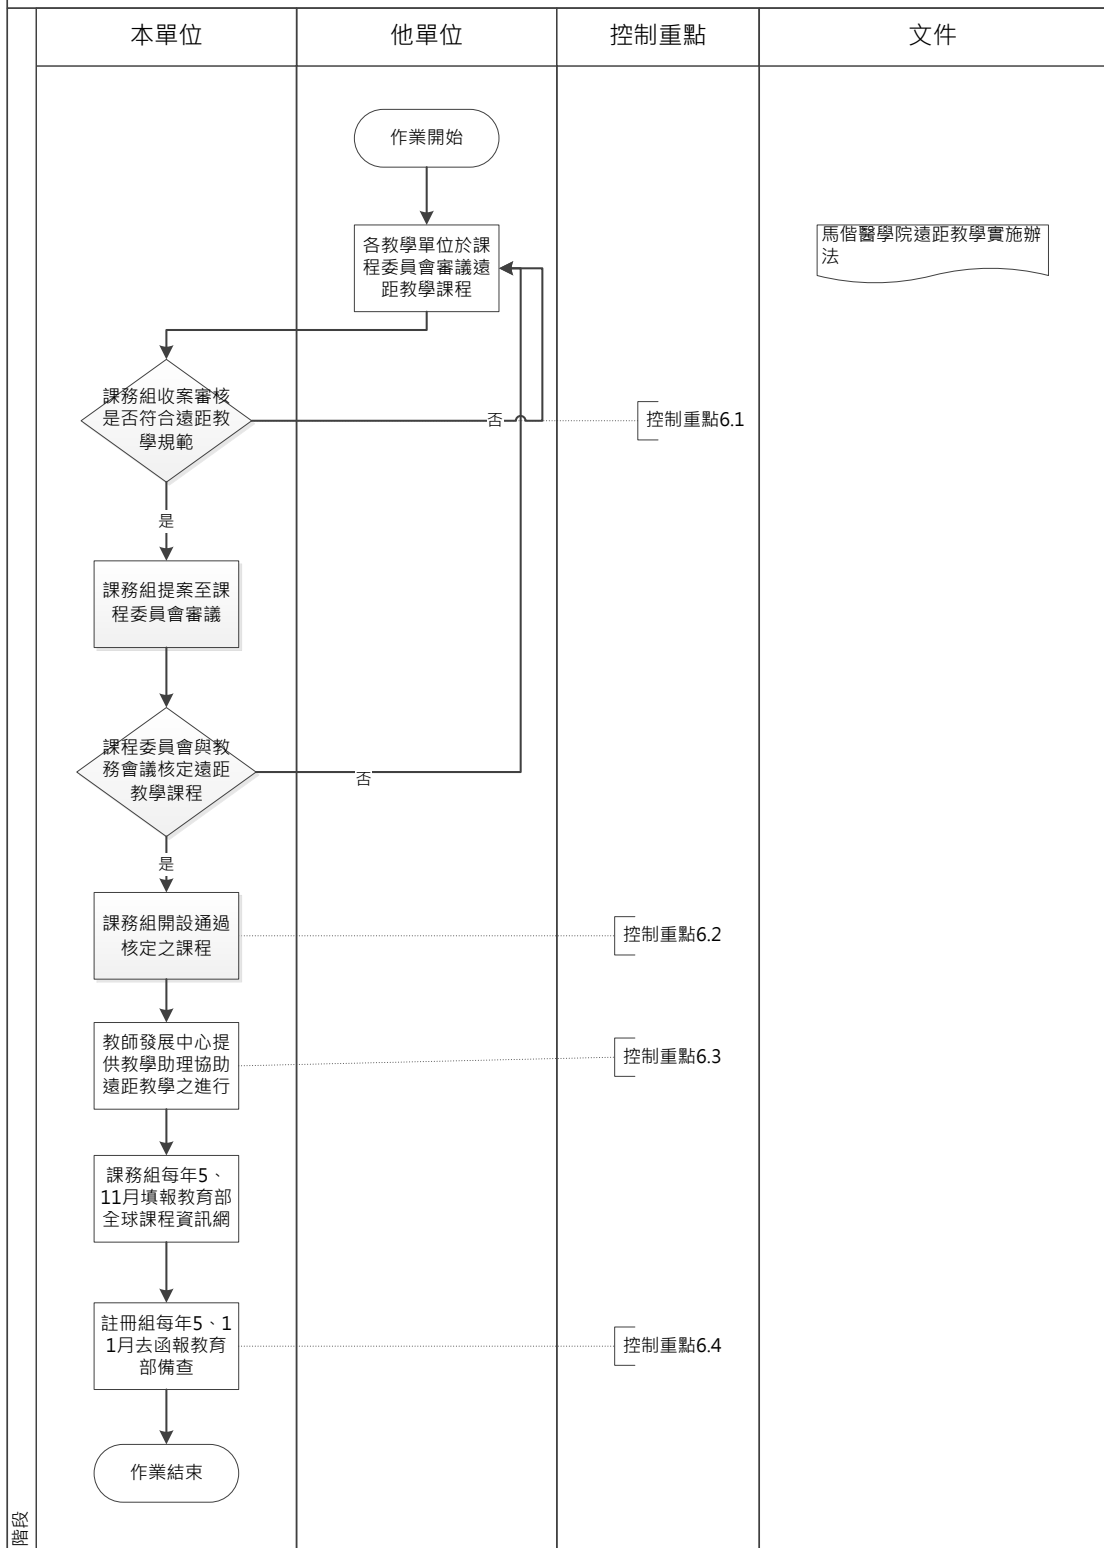 本單位
他單位
控制重點
文件
作業開始
各教學單位於課
程委員會審議遠
距教學課程
馬偕醫學院遠距教學實施辦
法
課務組收案審核
是否符合遠距教
學規範
否
控制重點6.1
是
課務組提案至課
程委員會審議
課程委員會與教
務會議核定遠距
教學課程
否
是
課務組開設通過
核定之課程
控制重點6.2
教師發展中心提
供教學助理協助
遠距教學之進行
控制重點6.3
課務組每年5、
11月填報教育部
全球課程資訊網
註冊組每年5、1
1月去函報教育
部備查
控制重點6.4
作業結束
階段